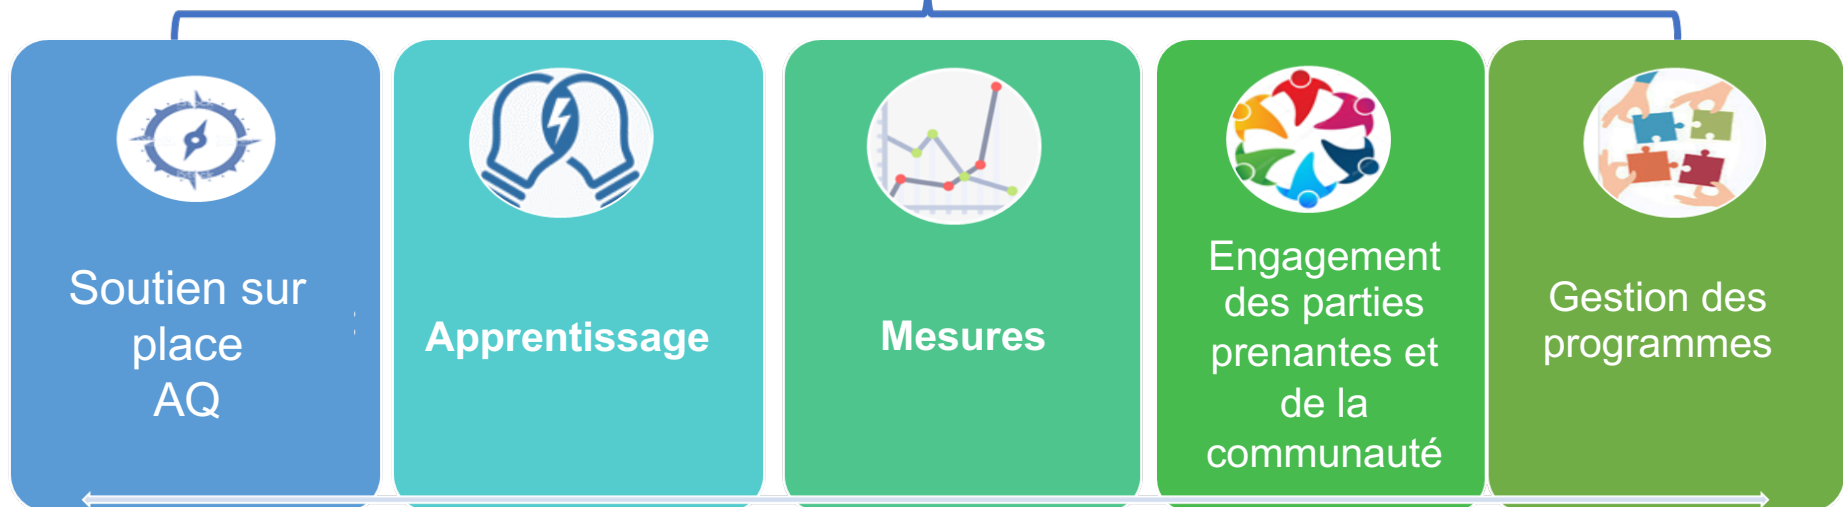 Soutien sur
place
AQ
Apprentissage
Mesures
Engagement
des parties
prenantes et
de la
communauté
Gestion des
programmes